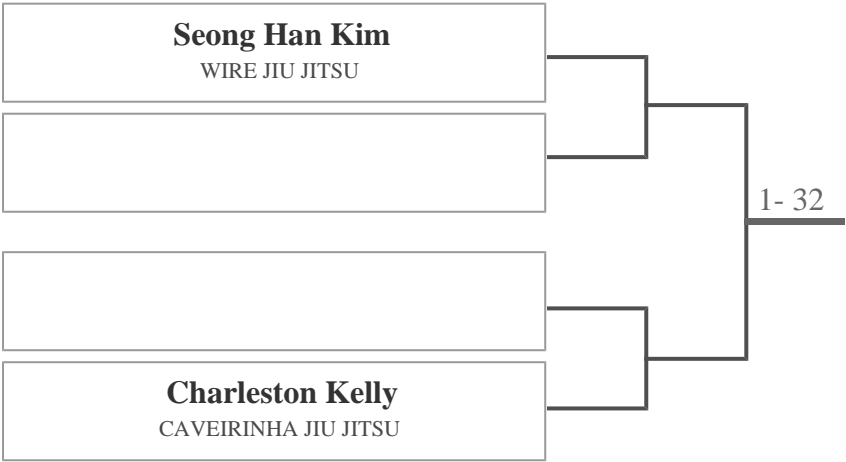 Seong Han Kim
WIRE JIU JITSU
1- 32
Charleston Kelly
CAVEIRINHA JIU JITSU